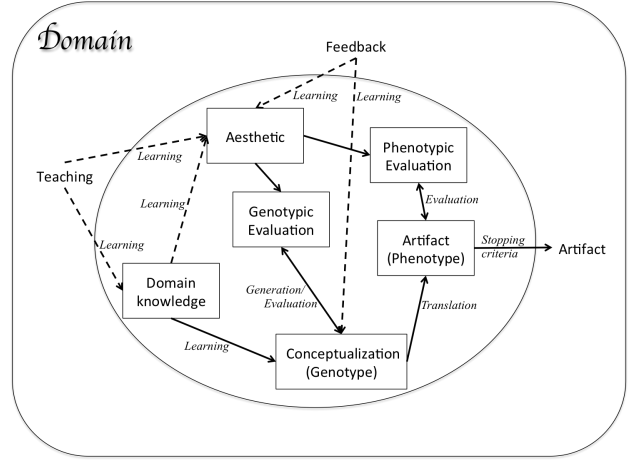 Domain
Feedback
Learning
Learning
Aesthetic
Phenotypic
Evaluation
Learning
Teaching
Learning
Evaluation
Genotypic
Evaluation
Learning
Artifact
(Phenotype)
Stopping
criteria
Artifact
Domain
knowledge
Generation/
Evaluation
Translation
Learning
Conceptualization
(Genotype)